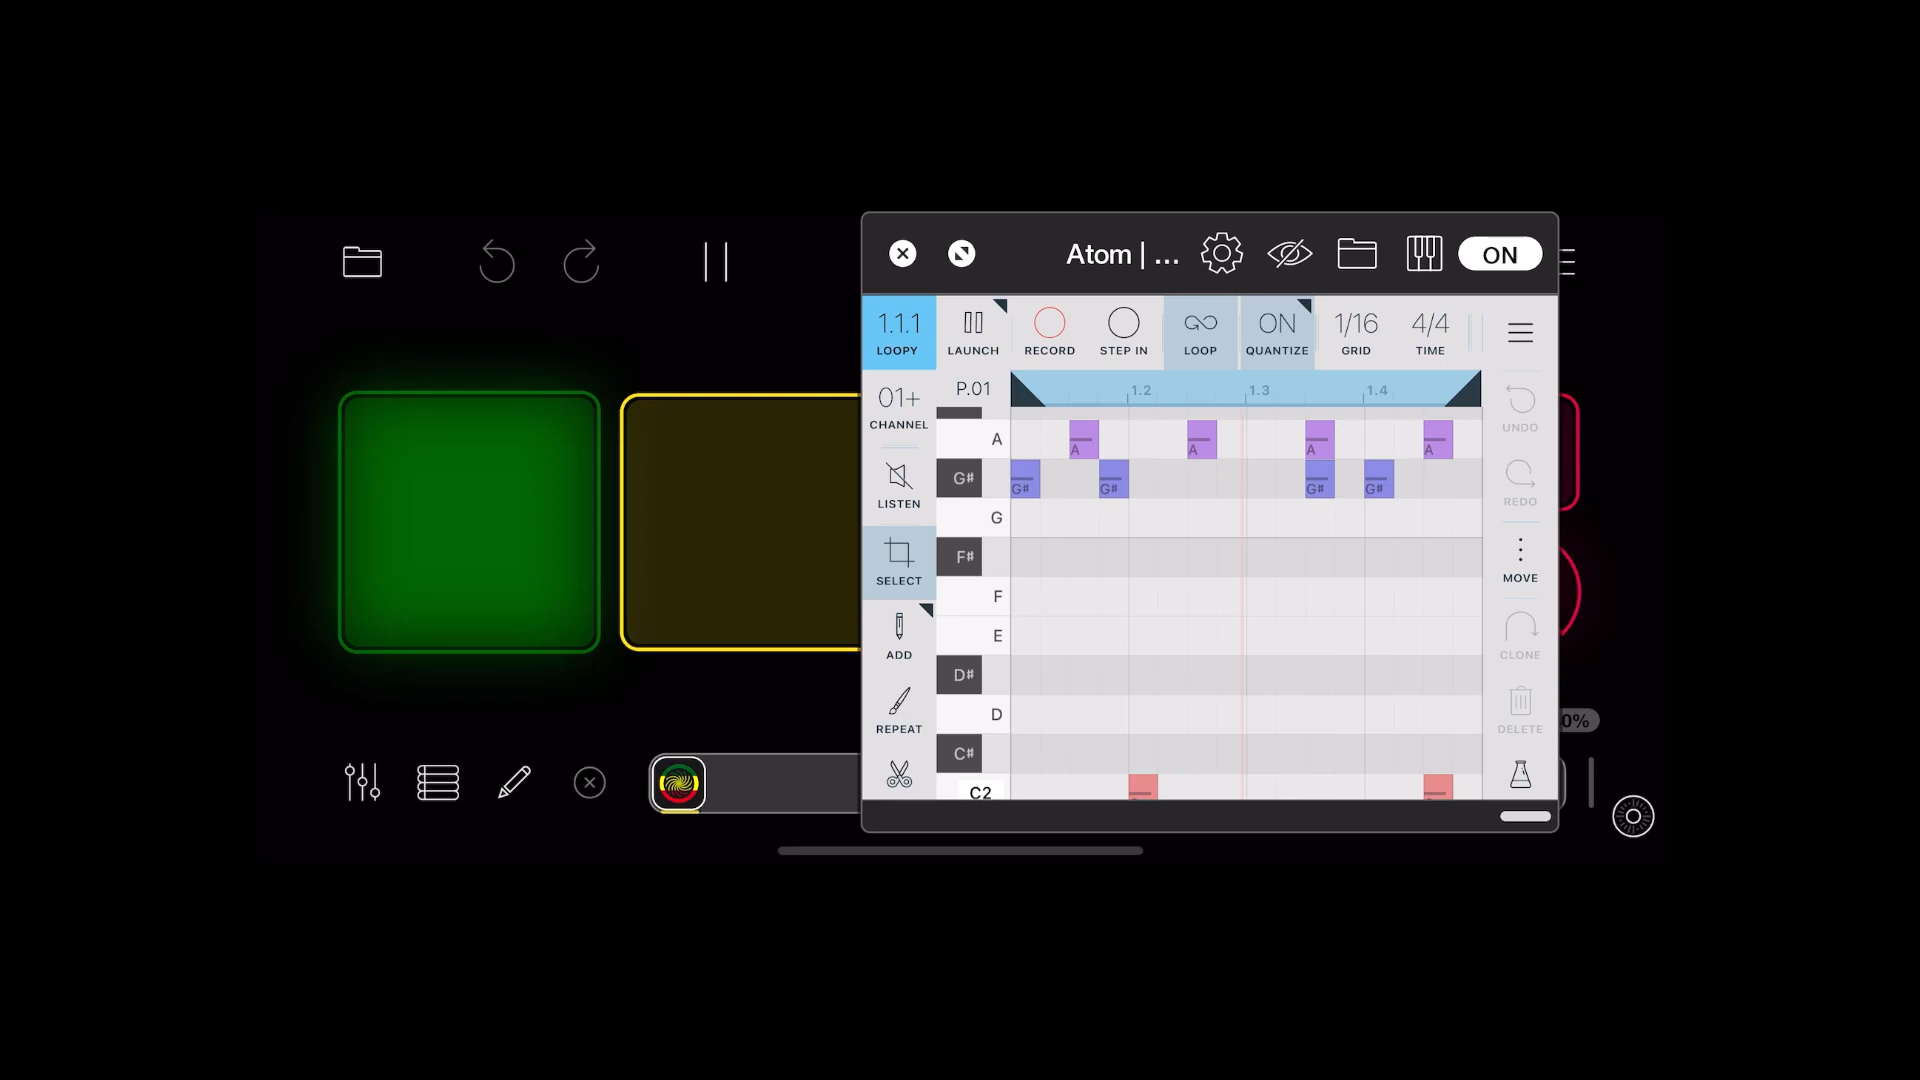 Atom | ... ON
1.1.1 ON 1/16 4/4
LOOPY LAUNCH RECORD STEP IN LOOP QUANTIZE GRID TIME
01+ P.01 1.2 1.3 1.4
CHANNEL
UNDO
A A A A A
G# G# G# G# G#
LISTEN REDO
G
F#
SELECT MOVE
F
E
ADD CLONE
D#
D 0%
REPEAT DELETE
C#
C2